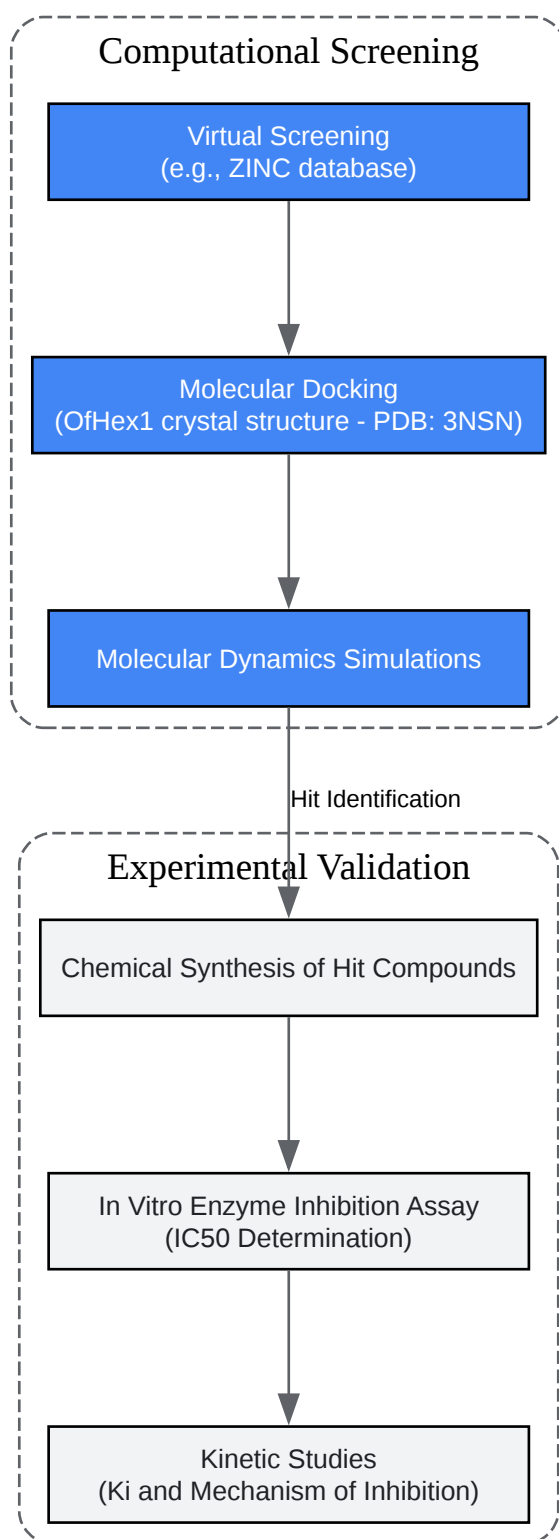 Computational Screening
Virtual Screening
(e.g., ZINC database)
Molecular Docking
(OfHex1 crystal structure - PDB: 3NSN)
Molecular Dynamics Simulations
Hit Identification
Experimental Validation
Chemical Synthesis of Hit Compounds
In Vitro Enzyme Inhibition Assay
(IC50 Determination)
Kinetic Studies
(Ki and Mechanism of Inhibition)